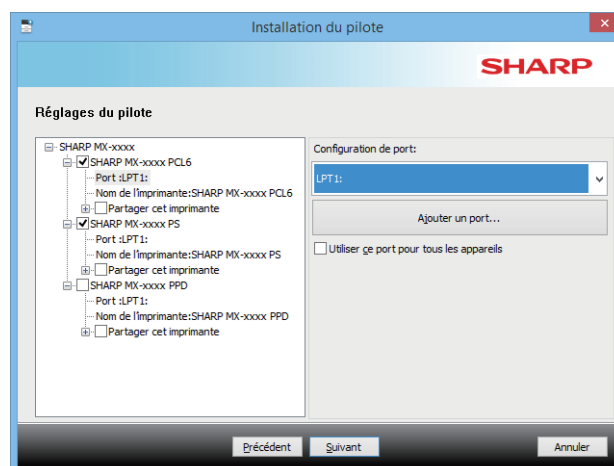 Installation du pilote
SHARP
Réglages du pilote
SHARP MX-xxxx
SHARP MX-xxxx PCL6
Port :LPT1:
Nom de l'imprimante:SHARP MX-xxxx PCL6
Partager cet imprimante
SHARP MX-xxxx PS
Port :LPT1:
Nom de l'imprimante:SHARP MX-xxxx PS
Partager cet imprimante
SHARP MX-xxxx PPD
Port :LPT1:
Nom de l'imprimante:SHARP MX-xxxx PPD
Partager cet imprimante
Configuration de port:
LPT1:
Ajouter un port...
Utiliser ce port pour tous les appareils
Précédent
Suivant
Annuler